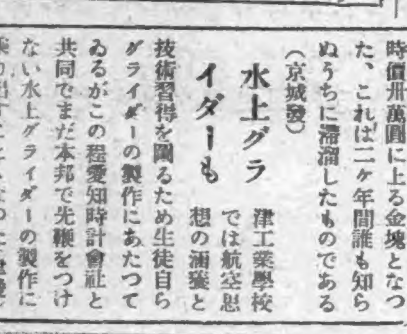 時價卅萬圓に上る金塊となつ
た、これは二ケ年間誰も知ら
ぬうちに滯溜したものである
(京城發)
水上グラ
イダーも
津工業學校
では航空思
想の涵養と
技術習得を圖るため生徒自ら
グライダーの製作にあたつて
ゐるがこの程愛知時計會社と
共同でまだ本邦で先鞭をつけ
ない水上グライダーの製作に